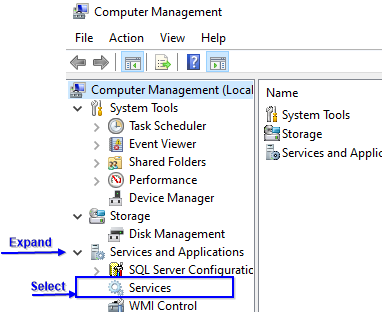 Computer Management
File Action View Help
Computer Management (Local
Name
System Tools
System Tools
Task Scheduler
Storage
Event Viewer
Services and Applic
Shared Folders
Performance
Device Manager
Storage
Disk Management
Expand
Services and Applications
SQL Server Configuratio
Select
Services
WMI Control